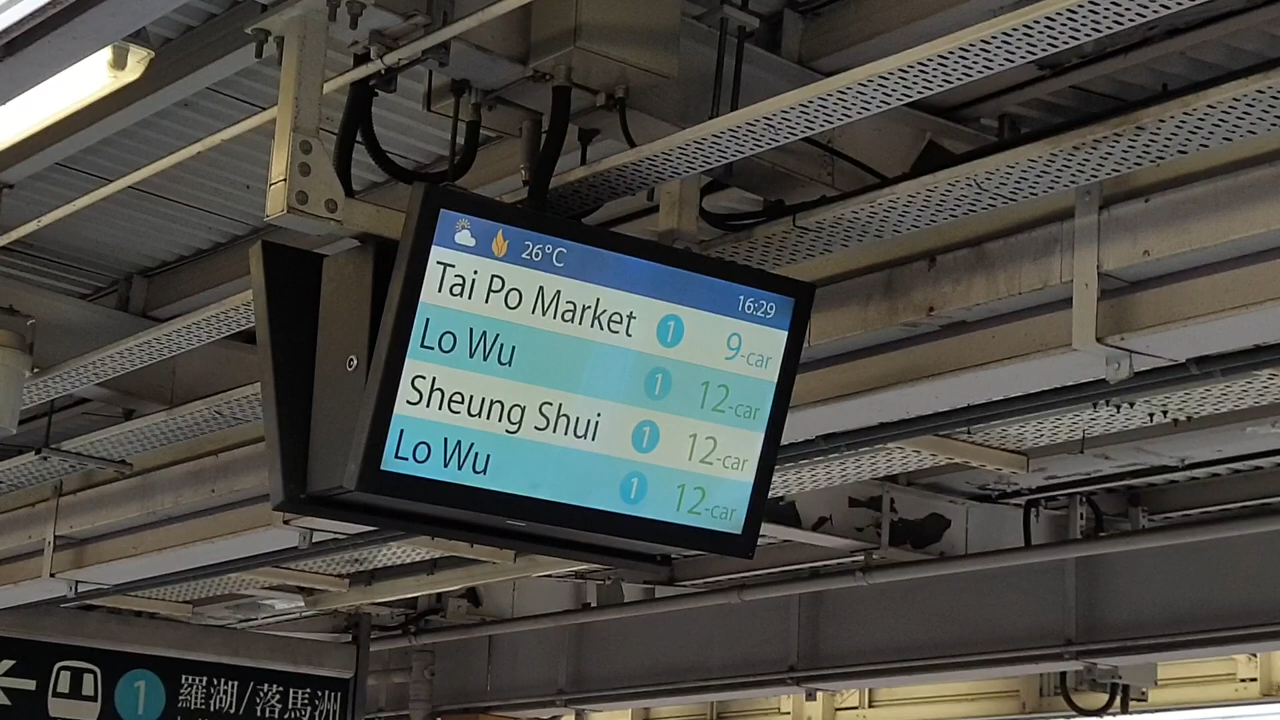 26°C 16:29
Tai Po Market 1 9-car
Lo Wu 1 12-car
Sheung Shui 1 12-car
Lo Wu 1 12-car
1 羅湖/落馬洲